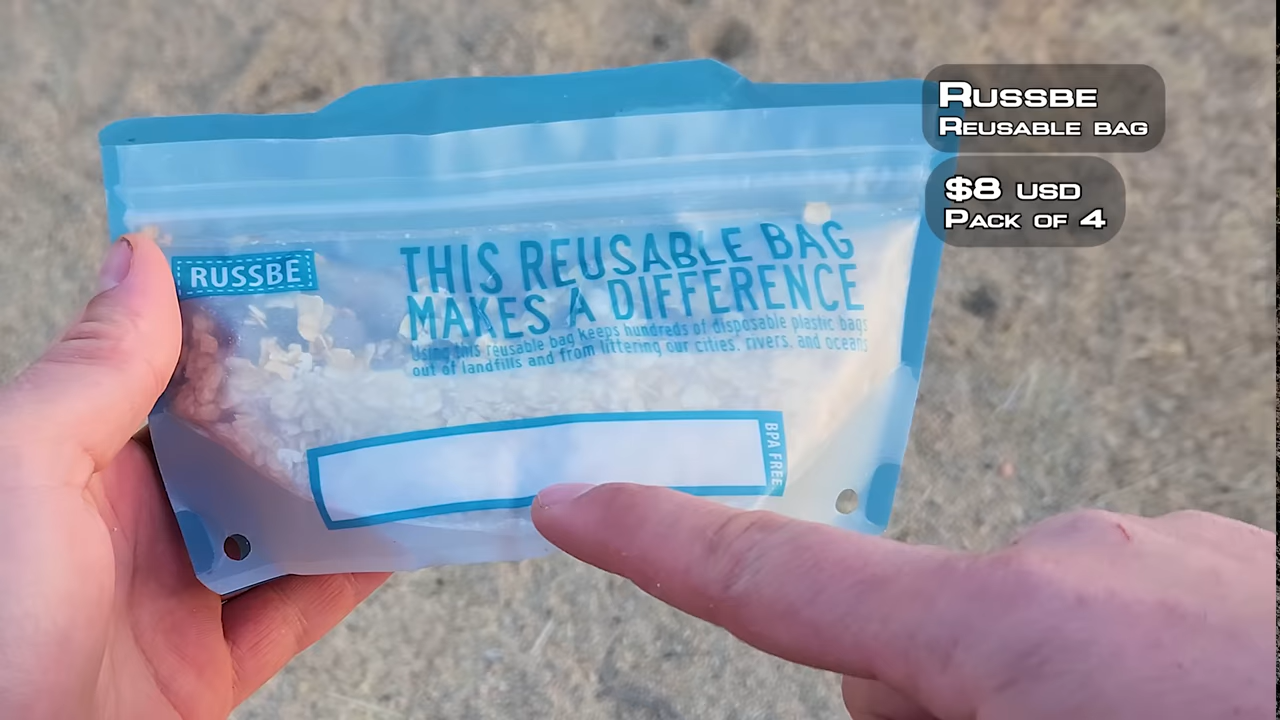 RUSSBE
THIS REUSABLE BAG
MAKES A DIFFERENCE
Using this reusable bag keeps hundreds of disposable plastic bags
out of landfills and from littering our cities, rivers, and oceans
BPA FREE
Russbe
Reusable bag
$8 usd
Pack of 4